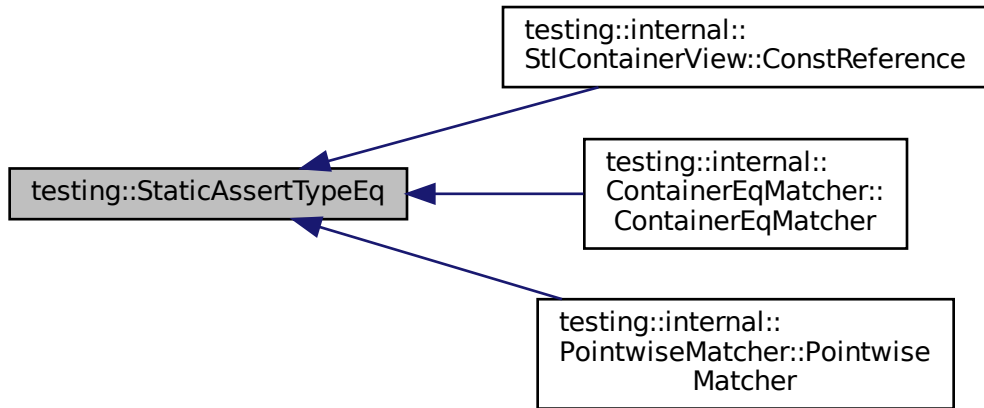 testing::internal::
StlContainerView::ConstReference
testing::StaticAssertTypeEq
testing::internal::
ContainerEqMatcher::
ContainerEqMatcher
testing::internal::
PointwiseMatcher::Pointwise
Matcher